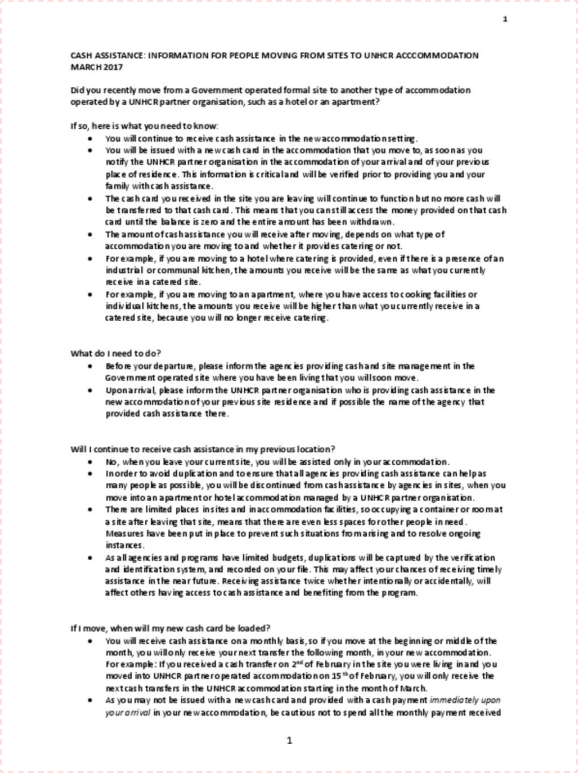 1
CASH ASSISTANCE: INFORMATION FOR PEOPLE MOVING FROM SITES TO UNHCR ACCCOMMODATION
MARCH 2017
Did you recently move from a Government operated formal site to another type of accommodation
operated by a UNHCR partner organisation, such as a hotel or an apartment?
If so, here is what you need to know:
• You will continue to receive cash assistance in the new accommodation setting.
• You will be issued with a new cash card in the accommodation that you move to, as soon as you
notify the UNHCR partner organisation in the accommodation of your arrival and of your previous
place of residence. This information is critical and will be verified prior to providing you and your
family with cash assistance.
• The cash card you received in the site you are leaving will continue to function but no more cash will
be transferred to that cash card. This means that you can still access the money provided on that cash
card until the balance is zero and the entire amount has been withdrawn.
• The amount of cash assistance you will receive after moving, depends on what type of
accommodation you are moving to and whether it provides catering or not.
• For example, if you are moving to a hotel where catering is provided, even if there is a presence of an
industrial or communal kitchen, the amounts you receive will be the same as what you currently
receive in a catered site.
• For example, if you are moving to an apartment, where you have access to cooking facilities or
individual kitchens, the amounts you receive will be higher than what you currently receive in a
catered site, because you will no longer receive catering.
What do I need to do?
• Before your departure, please inform the agencies providing cash and site management in the
Government operated site where you have been living that you will soon move.
• Upon arrival, please inform the UNHCR partner organisation who is providing cash assistance in the
new accommodation of your previous site residence and if possible the name of the agency that
provided cash assistance there.
Will I continue to receive cash assistance in my previous location?
• No, when you leave your current site, you will be assisted only in your accommodation.
• In order to avoid duplication and to ensure that all agencies providing cash assistance can help as
many people as possible, you will be discontinued from cash assistance by agencies in sites, when you
move into an apartment or hotel accommodation managed by a UNHCR partner organisation.
• There are limited places in sites and in accommodation facilities, so occupying a container or room at
a site after leaving that site, means that there are even less spaces for other people in need.
Measures have been put in place to prevent such situations from arising and to resolve ongoing
instances.
• As all agencies and programs have limited budgets, duplications will be captured by the verification
and identification system, and recorded on your file. This may affect your chances of receiving timely
assistance in the near future. Receiving assistance twice whether intentionally or accidentally, will
affect others having access to cash assistance and benefiting from the program.
If I move, when will my new cash card be loaded?
• You will receive cash assistance on a monthly basis, so if you move at the beginning or middle of the
month, you will only receive your next transfer the following month, in your new accommodation.
For example: If you received a cash transfer on 2nd of February in the site you were living in and you
moved into UNHCR partner operated accommodation on 15th of February, you will only receive the
next cash transfers in the UNHCR accommodation starting in the month of March.
• As you may not be issued with a new cash card and provided with a cash payment immediately upon
your arrival in your new accommodation, be cautious not to spend all the monthly payment received
1